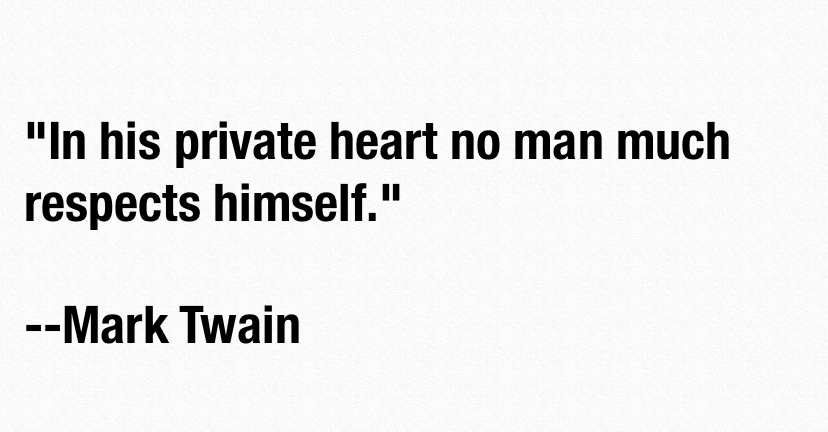 "In his private heart no man much
respects himself."
--Mark Twain